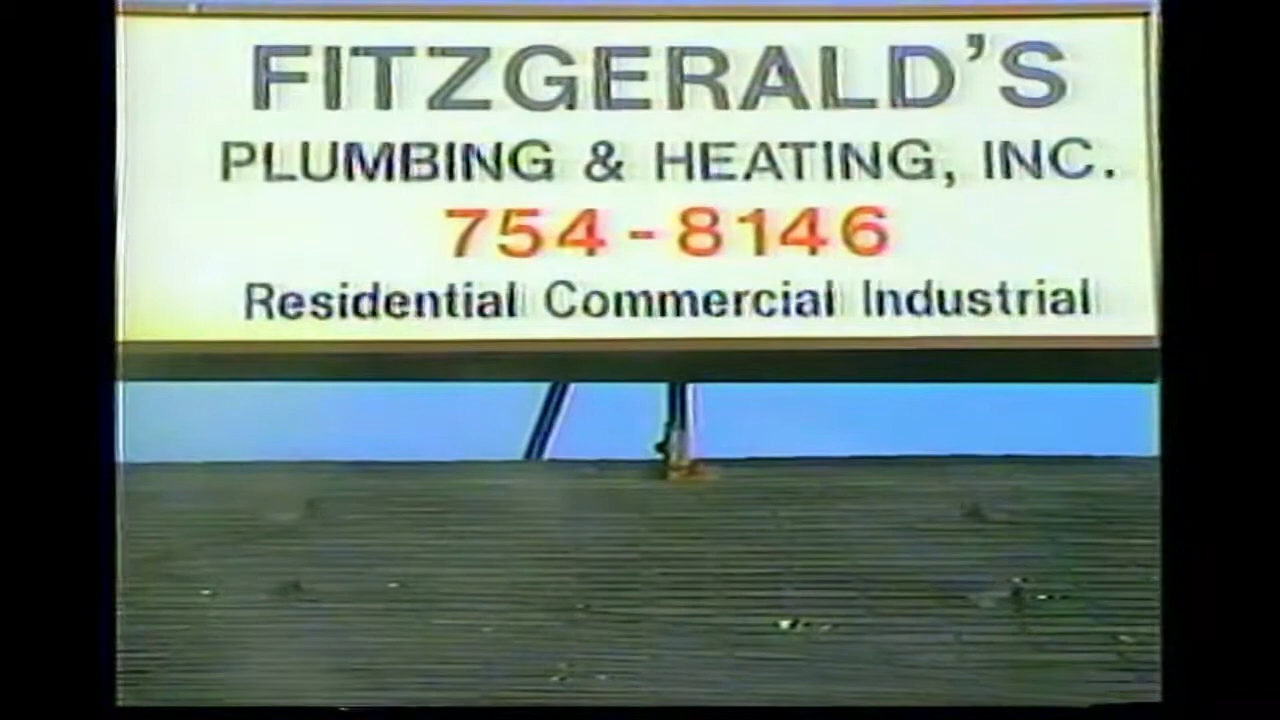 FITZGERALD'S
PLUMBING & HEATING, INC.
754-8146
Residential Commercial Industrial